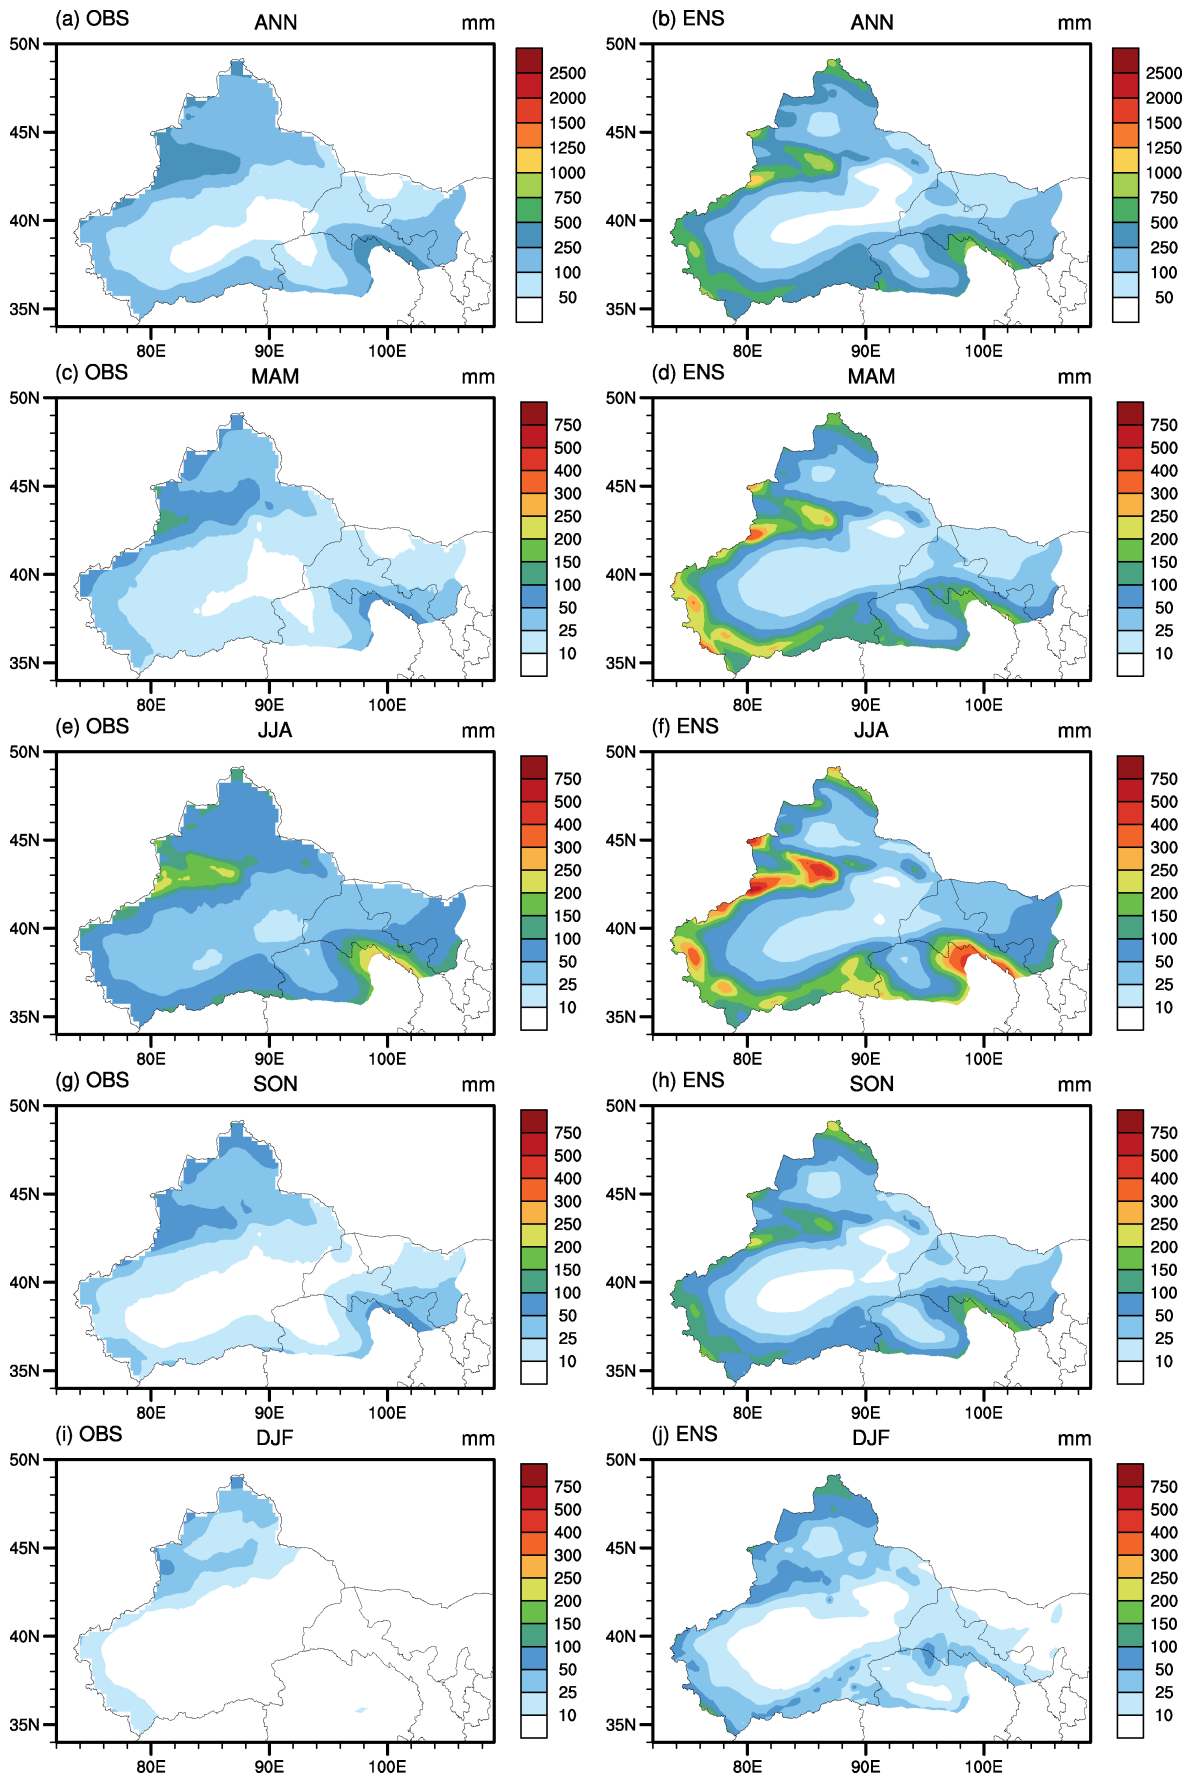 (a) OBS ANN mm (b) ENS ANN mm
50N 50N
2500 2500
2000 2000
45N 1500 45N 1500
1250 1250
1000 1000
750 750
40N 500 40N 500
250 250
100 100
35N 50 35N 50
80E 90E 100E 80E 90E 100E
(c) OBS MAM mm (d) ENS MAM mm
50N 50N
750 750
500 500
45N 400 45N 400
300 300
250 250
200 200
150 150
40N 100 40N 100
50 50
25 25
35N 10 35N 10
80E 90E 100E 80E 90E 100E
(e) OBS JJA mm (f) ENS JJA mm
50N 50N
750 750
500 500
45N 400 45N 400
300 300
250 250
200 200
150 150
40N 100 40N 100
50 50
25 25
35N 10 35N 10
80E 90E 100E 80E 90E 100E
(g) OBS SON mm (h) ENS SON mm
50N 50N
750 750
500 500
45N 400 45N 400
300 300
250 250
200 200
150 150
40N 100 40N 100
50 50
25 25
35N 10 35N 10
80E 90E 100E 80E 90E 100E
(i) OBS DJF mm (j) ENS DJF mm
50N 50N
750 750
500 500
45N 400 45N 400
300 300
250 250
200 200
150 150
40N 100 40N 100
50 50
25 25
35N 10 35N 10
80E 90E 100E 80E 90E 100E